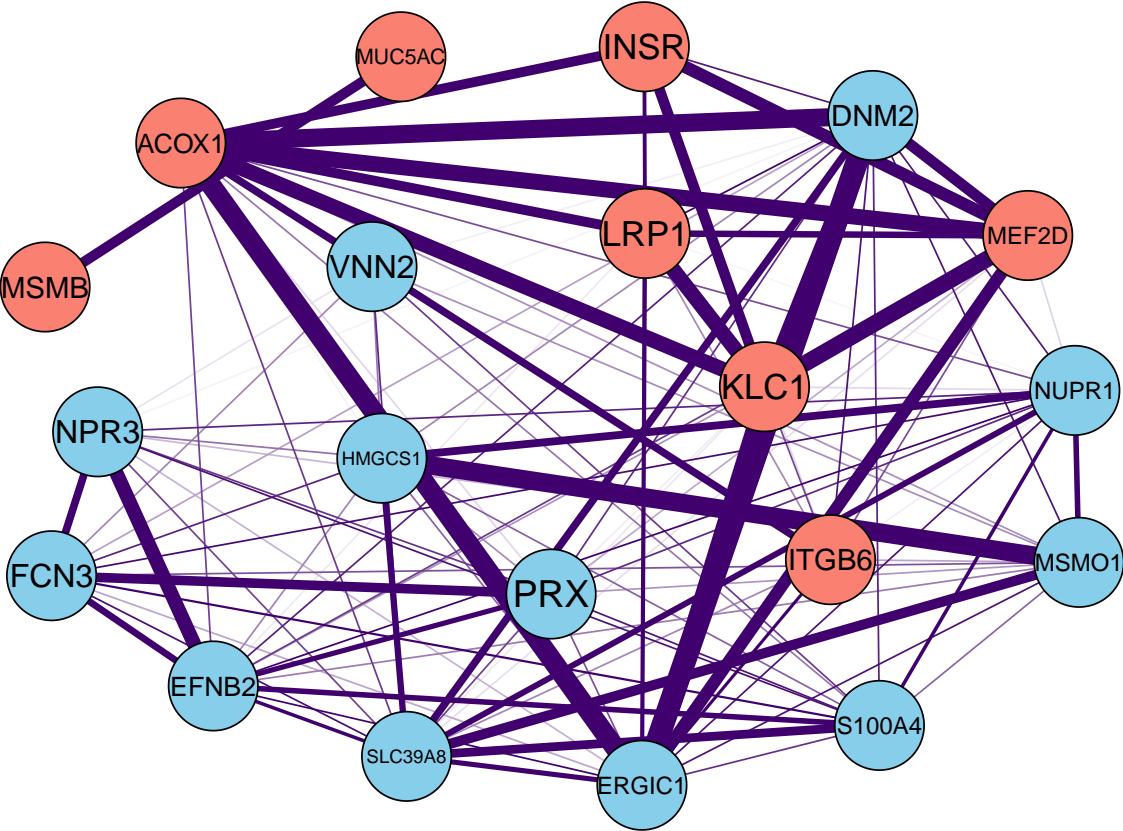 MUC5AC
INSR
DNM2
ACOX1
LRP1
MEF2D
VNN2
MSMB
KLC1
NUPR1
NPR3
HMGCS1
ITGB6
MSMO1
FCN3
PRX
EFNB2
S100A4
SLC39A8
ERGIC1